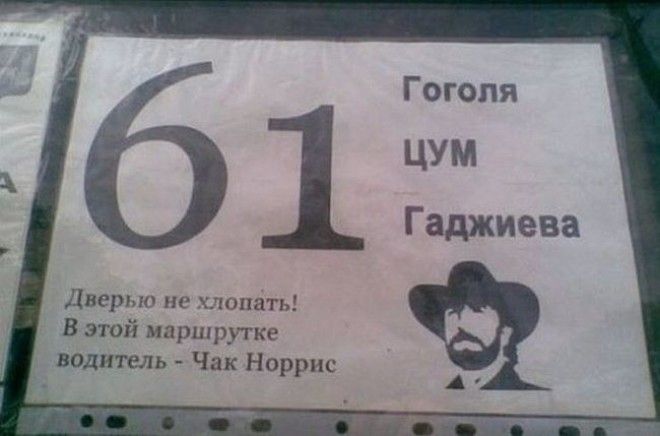 61
Гоголя
ЦУМ
Гаджиева
Дверью не хлопать!
В этой маршрутке
водитель - Чак Норрис